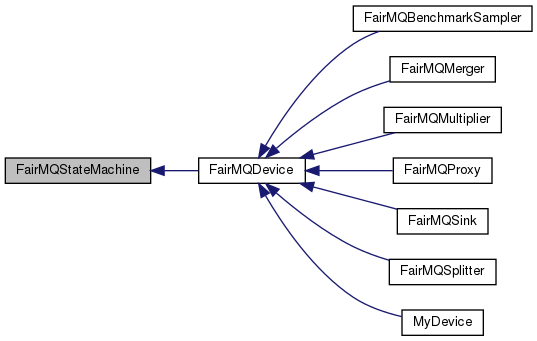 FairMQBenchmarkSampler
FairMQMerger
FairMQMultiplier
FairMQStateMachine
FairMQDevice
FairMQProxy
FairMQSink
FairMQSplitter
MyDevice